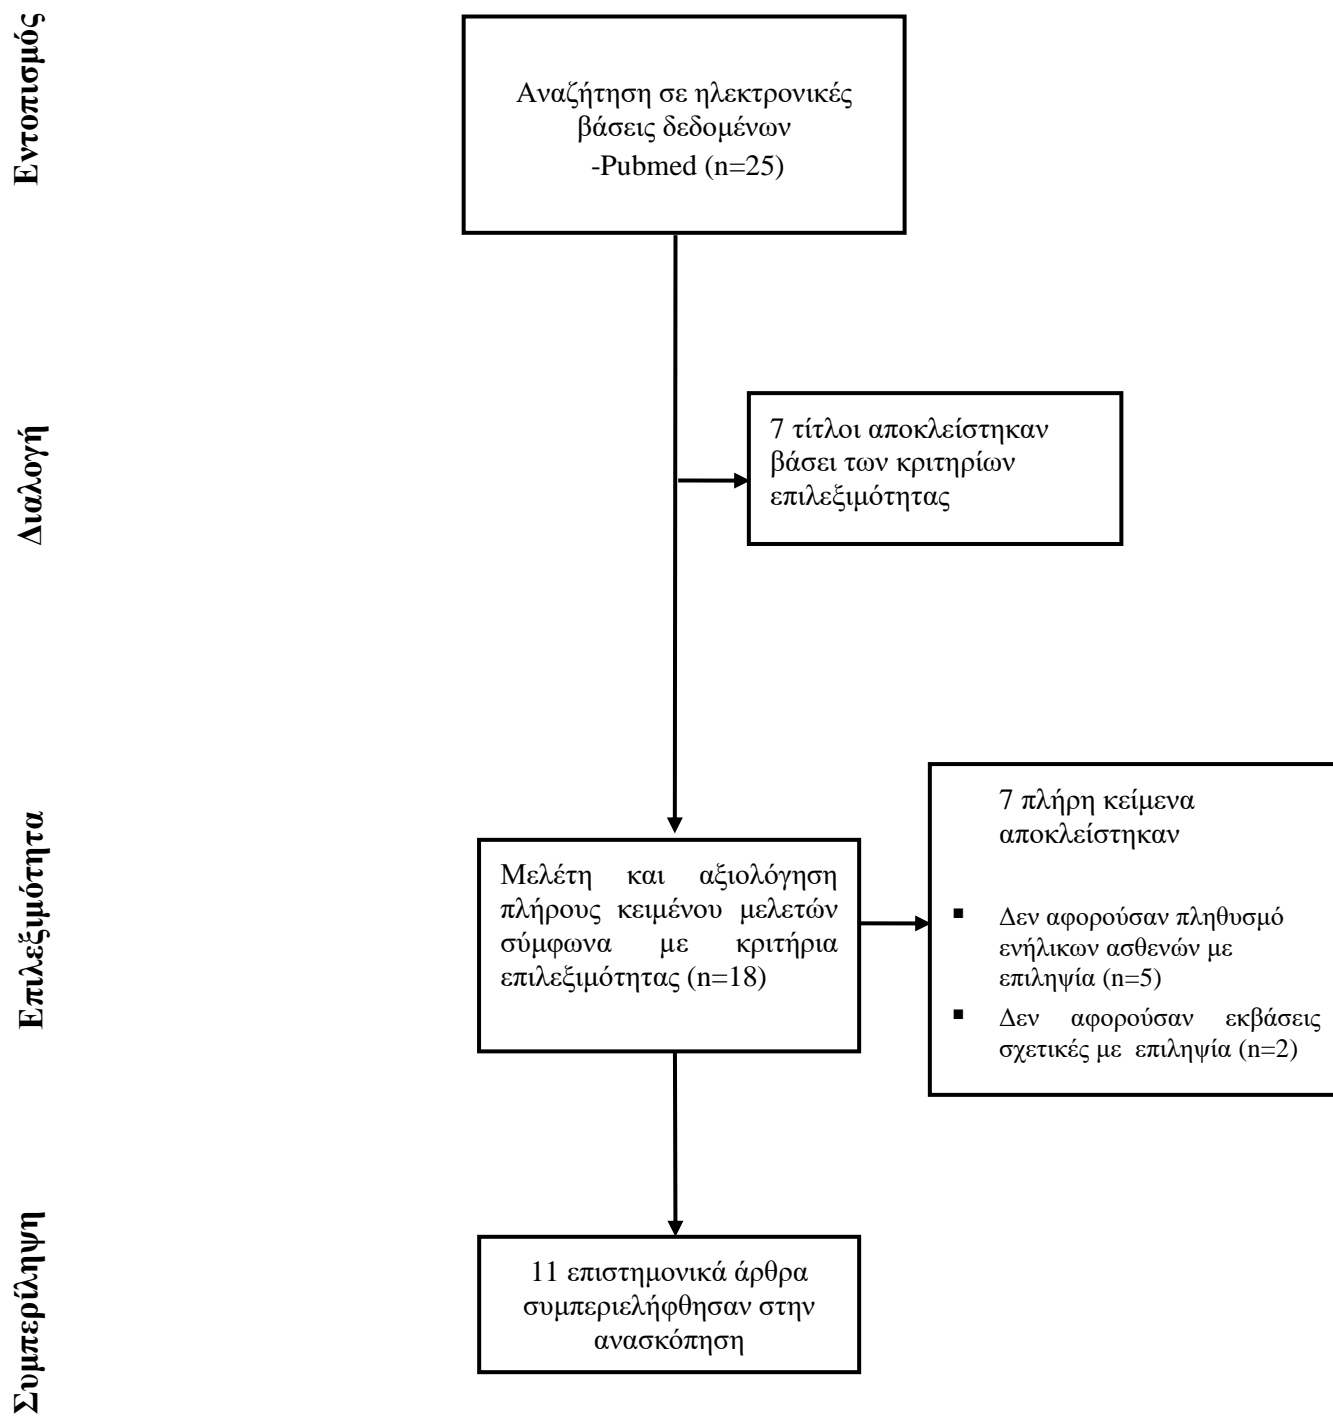 Εντοπισμός
Αναζήτηση σε ηλεκτρονικές
βάσεις δεδομένων
-Pubmed (n=25)
Διαλογή
7 τίτλοι αποκλείστηκαν
βάσει των κριτηρίων
επιλεξιμότητας
Επιλεξιμότητα
Μελέτη και αξιολόγηση
πλήρους κειμένου μελετών
σύμφωνα με κριτήρια
επιλεξιμότητας (n=18)
7 πλήρη κείμενα
αποκλείστηκαν
▪ Δεν αφορούσαν πληθυσμό
ενήλικων ασθενών με
επιληψία (n=5)
▪ Δεν αφορούσαν εκβάσεις
σχετικές με επιληψία (n=2)
Συμπερίληψη
11 επιστημονικά άρθρα
συμπεριελήφθησαν στην
ανασκόπηση